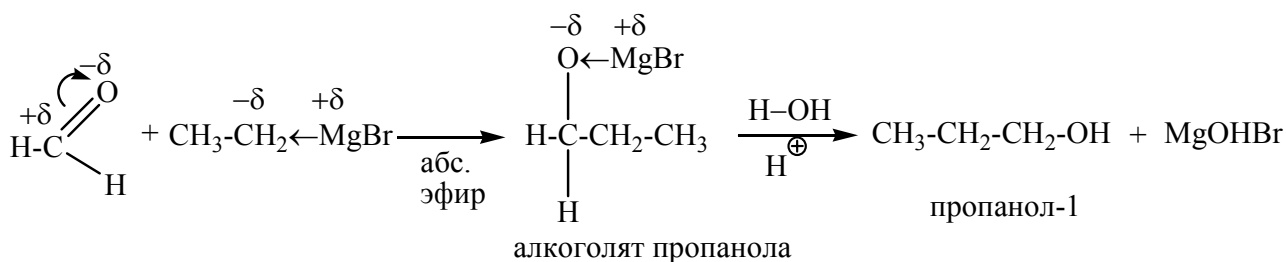 −δ +δ
O←MgBr
−δ
+δ O −δ +δ H–OH
H-C + CH3-CH2←MgBr H-C-CH2-CH3 CH3-CH2-CH2-OH + MgOHBr
абс. H⊕
эфир
H H пропанол-1
алкоголят пропанола